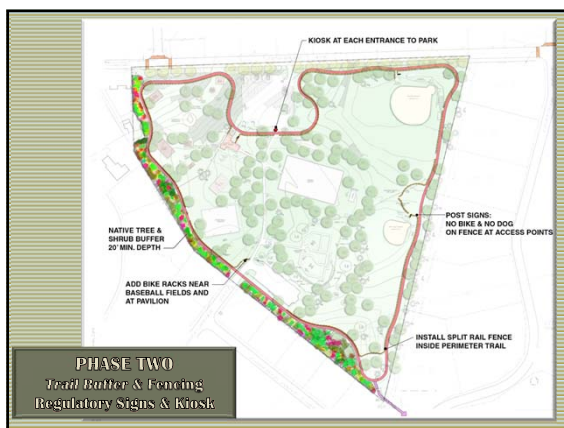 KIOSK AT EACH ENTRANCE TO PARK
POST SIGNS:
NO BIKE & NO DOG
ON FENCE AT ACCESS POINTS
NATIVE TREE &
SHRUB BUFFER
20' MIN. DEPTH
ADD BIKE RACKS NEAR
BASEBALL FIELDS AND
AT PAVILION
INSTALL SPLIT RAIL FENCE
INSIDE PERIMETER TRAIL
PHASE TWO
Trail Buffer & Fencing
Regulatory Signs & Kiosk